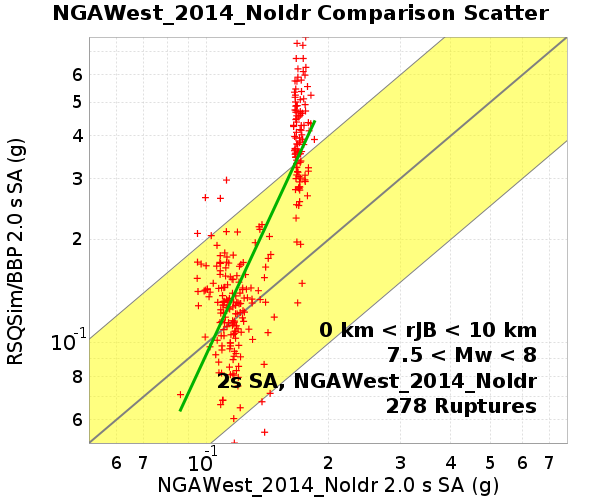 NGAWest_2014_NoIdr Comparison Scatter
RSQSim/BBP 2.0 s SA (g)
6
5
4
3
2
10-1
8
6
0 km < rJB < 10 km
7.5 < Mw < 8
2s SA, NGAWest_2014_NoIdr
278 Ruptures
6 7 10-1 2 3 4 5 6 7
NGAWest_2014_NoIdr 2.0 s SA (g)